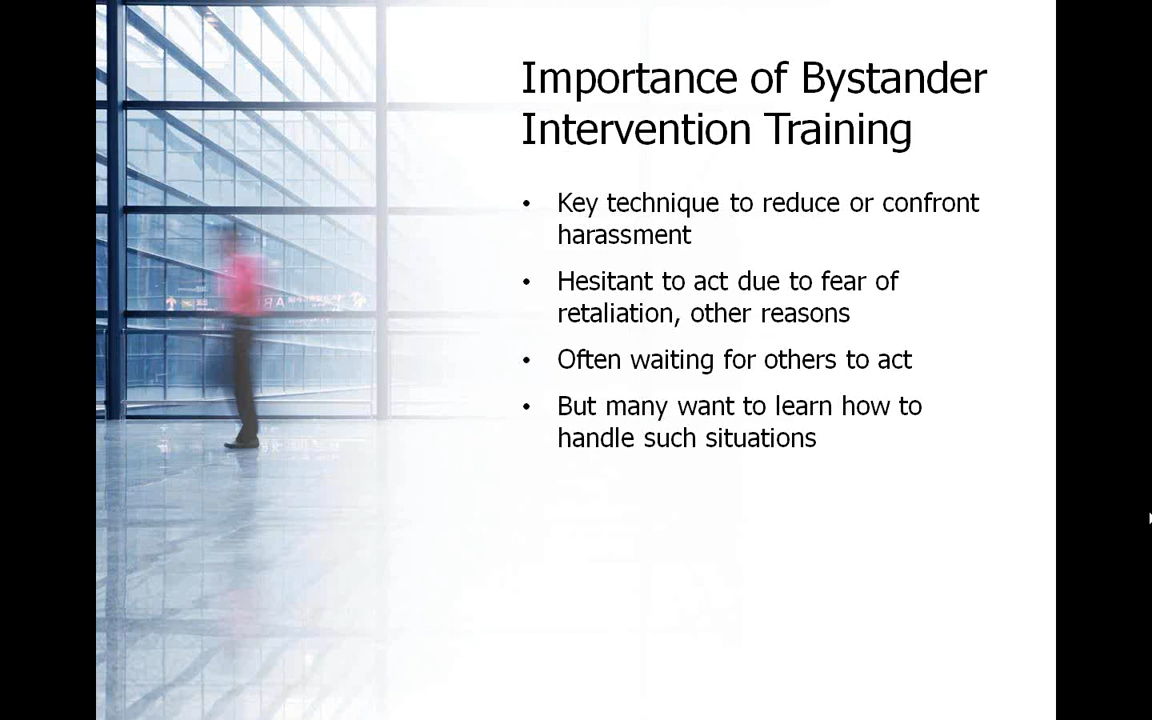 Importance of Bystander
Intervention Training
• Key technique to reduce or confront
harassment
• Hesitant to act due to fear of
retaliation, other reasons
• Often waiting for others to act
• But many want to learn how to
handle such situations